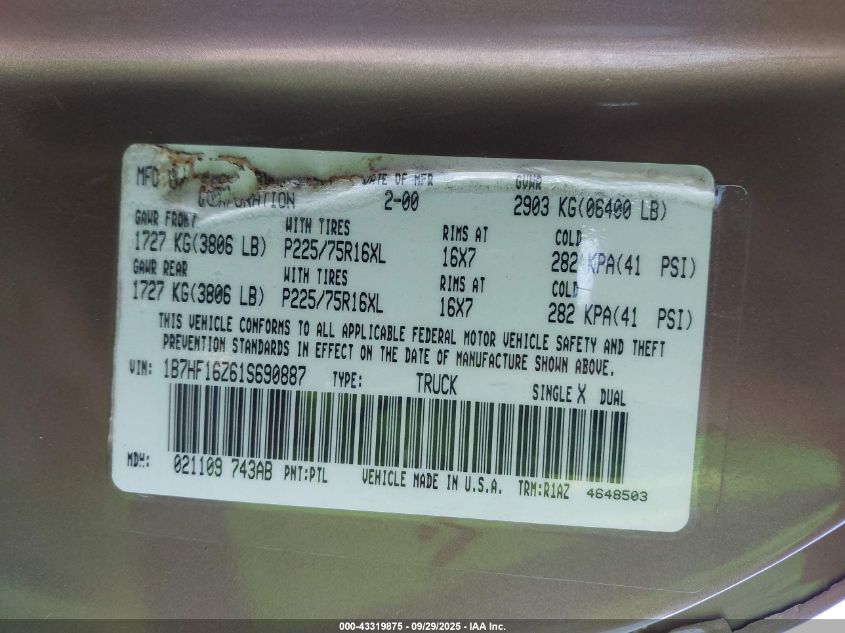 MFG B
CORPORATION DATE OF MFR GVWR
2-00 2903 KG(06400 LB)
GAWR FRONT WITH TIRES RIMS AT COLD
1727 KG(3806 LB) P225/75R16XL 16X7 282 KPA(41 PSI)
GAWR REAR WITH TIRES RIMS AT COLD
1727 KG(3806 LB) P225/75R16XL 16X7 282 KPA(41 PSI)
THIS VEHICLE CONFORMS TO ALL APPLICABLE FEDERAL MOTOR VEHICLE SAFETY AND THEFT
PREVENTION STANDARDS IN EFFECT ON THE DATE OF MANUFACTURE SHOWN ABOVE.
VIN: 1B7HF16Z61S690887 TYPE: TRUCK SINGLE X DUAL
MDH: 021109 743AB PNT:PTL VEHICLE MADE IN U.S.A. TRM:R1AZ 4648503
000-43319875 - 09/29/2025 - IAA Inc.